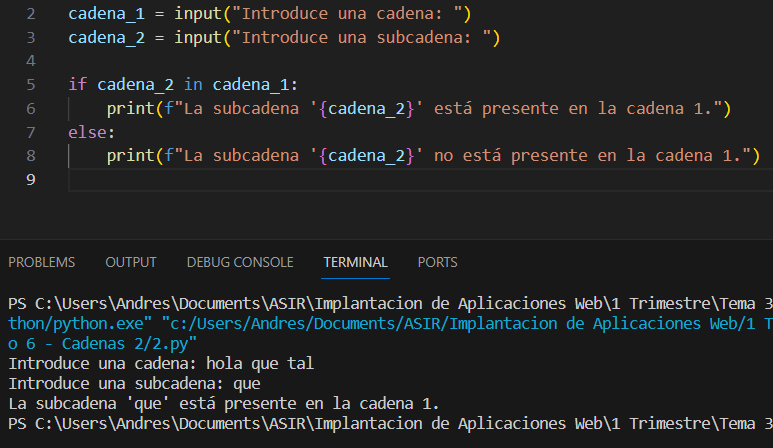 2 cadena_1 = input("Introduce una cadena: ")
3 cadena_2 = input("Introduce una subcadena: ")
4
5 if cadena_2 in cadena_1:
6 print(f"La subcadena '{cadena_2}' está presente en la cadena 1.")
7 else:
8 print(f"La subcadena '{cadena_2}' no está presente en la cadena 1.")
9
PROBLEMS OUTPUT DEBUG CONSOLE TERMINAL PORTS
PS C:\Users\Andres\Documents\ASIR\Implantacion de Aplicaciones Web\1 Trimestre\Tema 3
thon/python.exe" "c:/Users/Andres/Documents/ASIR/Implantacion de Aplicaciones Web/1 T
o 6 - Cadenas 2/2.py"
Introduce una cadena: hola que tal
Introduce una subcadena: que
La subcadena 'que' está presente en la cadena 1.
PS C:\Users\Andres\Documents\ASIR\Implantacion de Aplicaciones Web\1 Trimestre\Tema 3